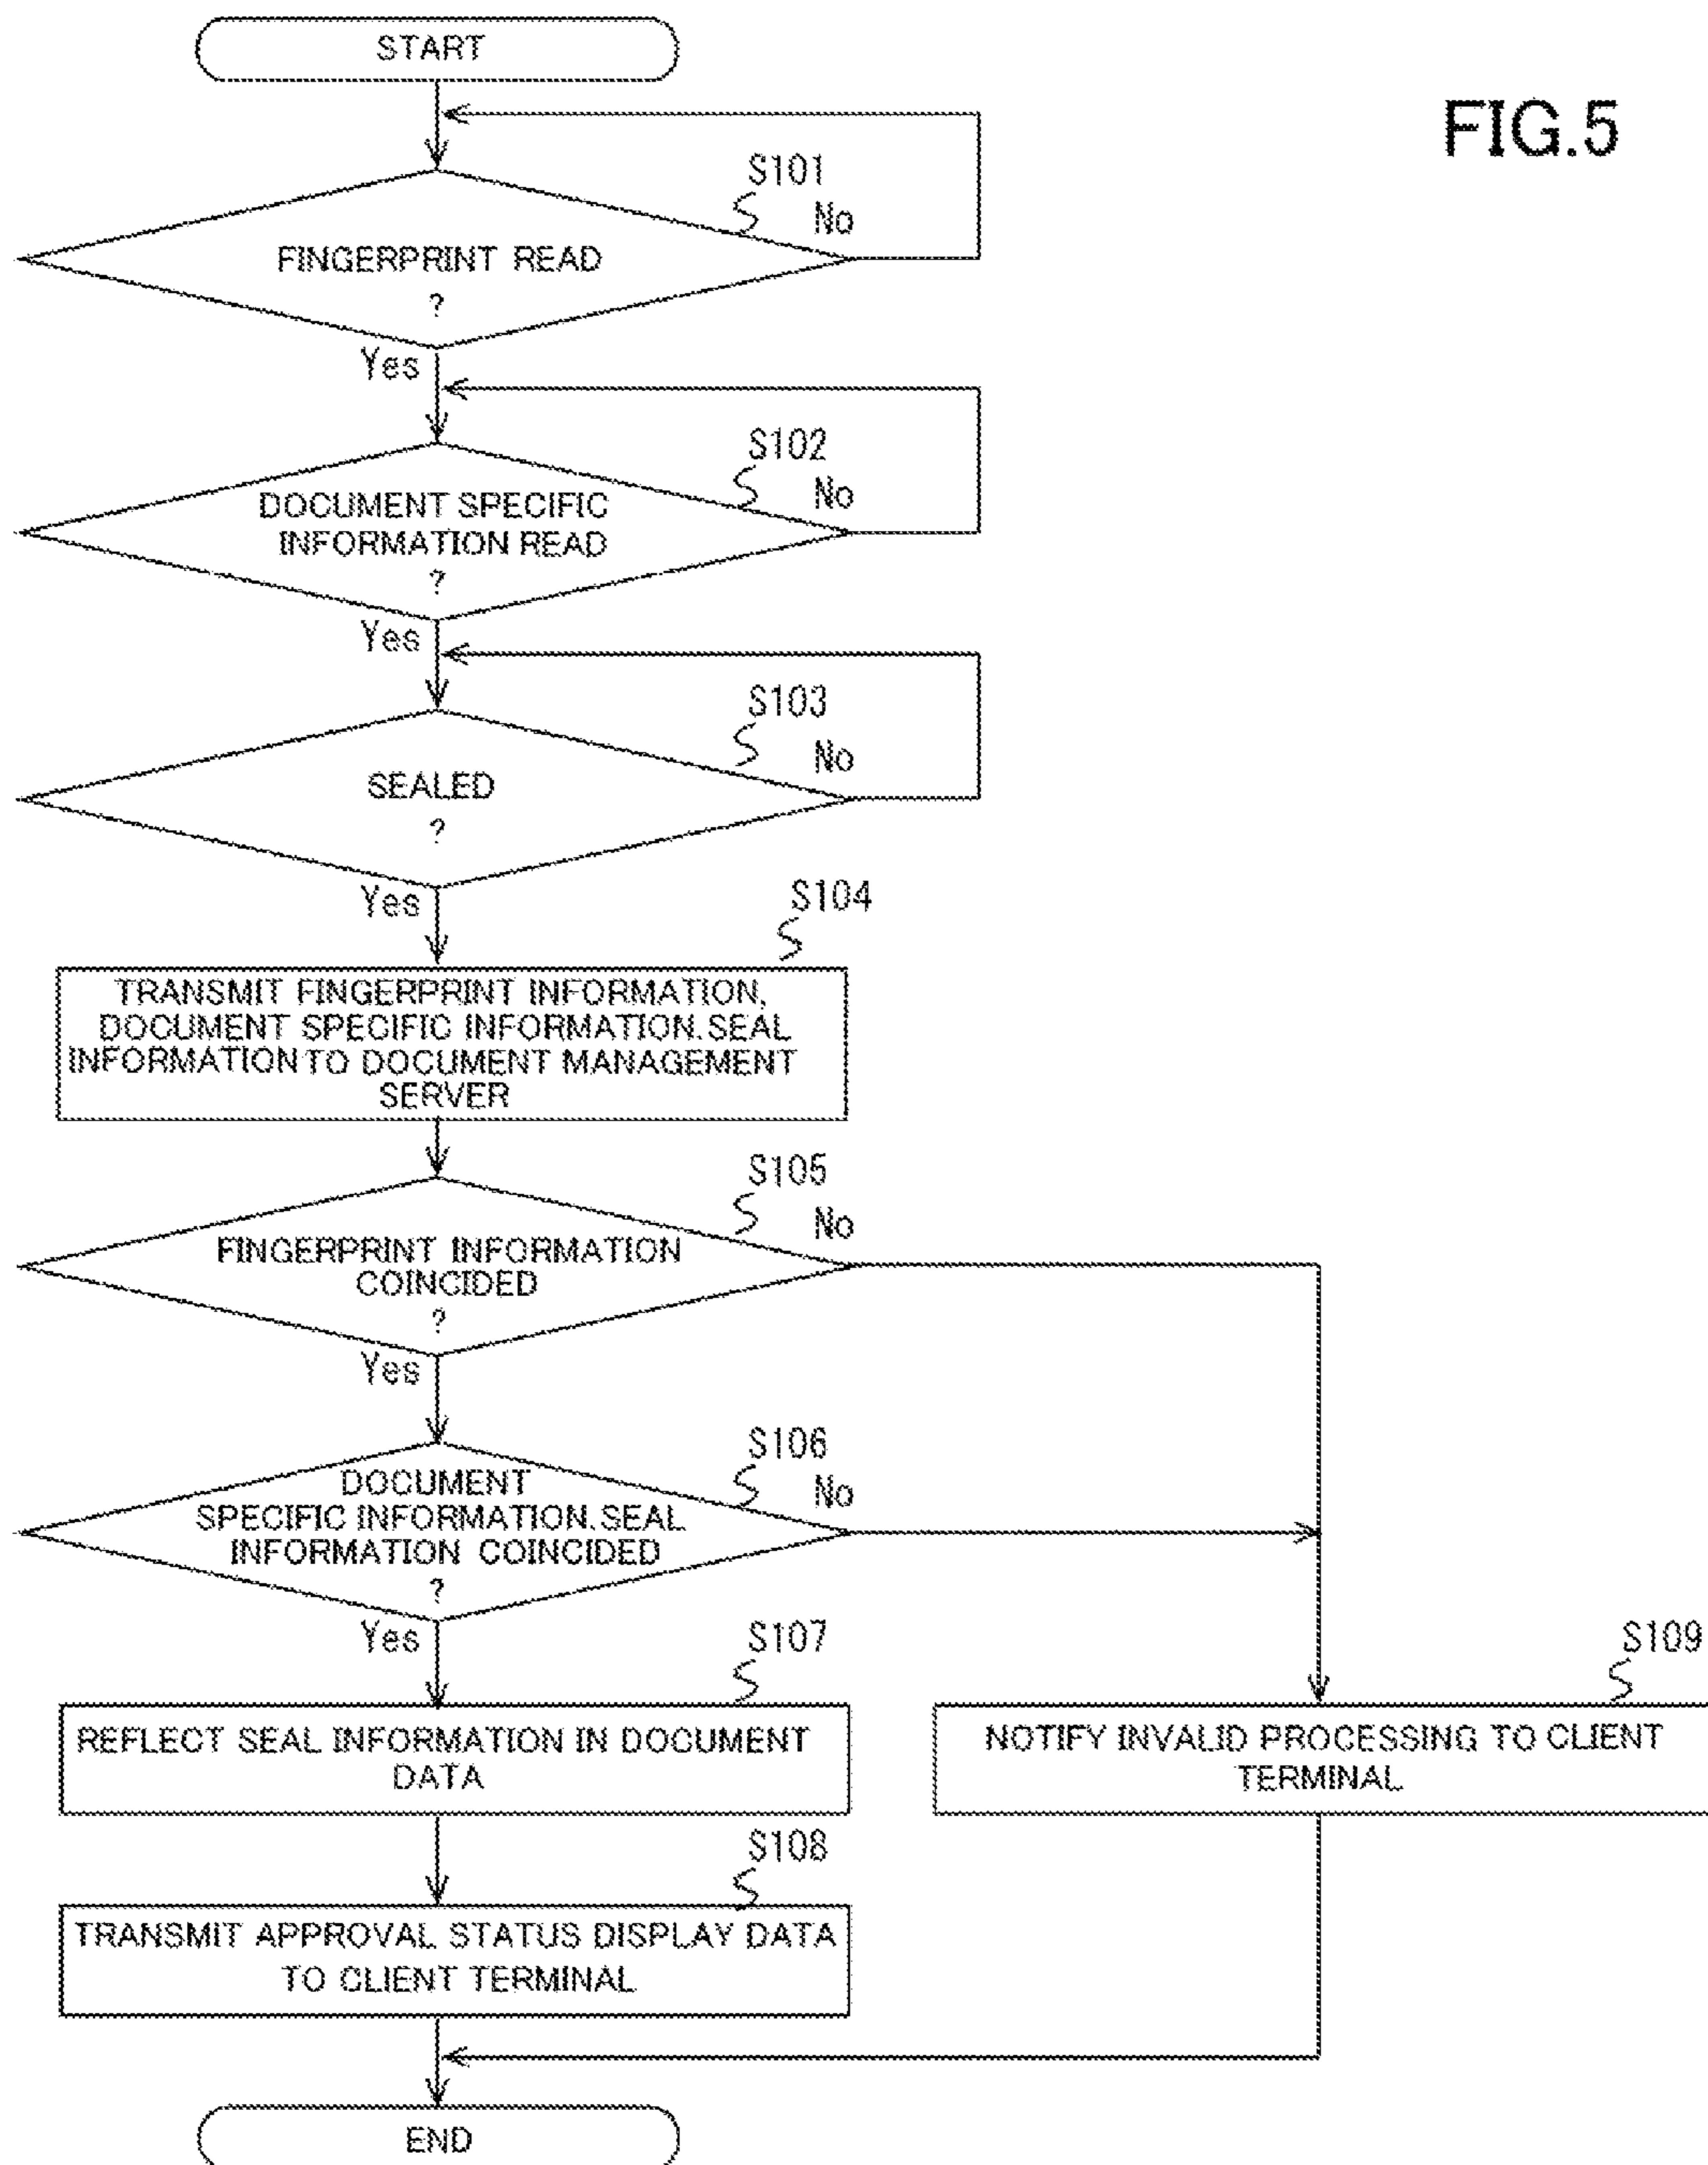 START
FIG.5
S101
No
FINGERPRINT READ
?
Yes
S102
No
DOCUMENT SPECIFIC
INFORMATION READ
?
Yes
S103
No
SEALED
?
Yes
S104
TRANSMIT FINGERPRINT INFORMATION,
DOCUMENT SPECIFIC INFORMATION.SEAL
INFORMATION TO DOCUMENT MANAGEMENT
SERVER
S105
No
FINGERPRINT INFORMATION
COINCIDED
?
Yes
S106
No
DOCUMENT
SPECIFIC INFORMATION.SEAL
INFORMATION COINCIDED
?
Yes
S107
REFLECT SEAL INFORMATION IN DOCUMENT
DATA
S109
NOTIFY INVALID PROCESSING TO CLIENT
TERMINAL
S108
TRANSMIT APPROVAL STATUS DISPLAY DATA
TO CLIENT TERMINAL
END